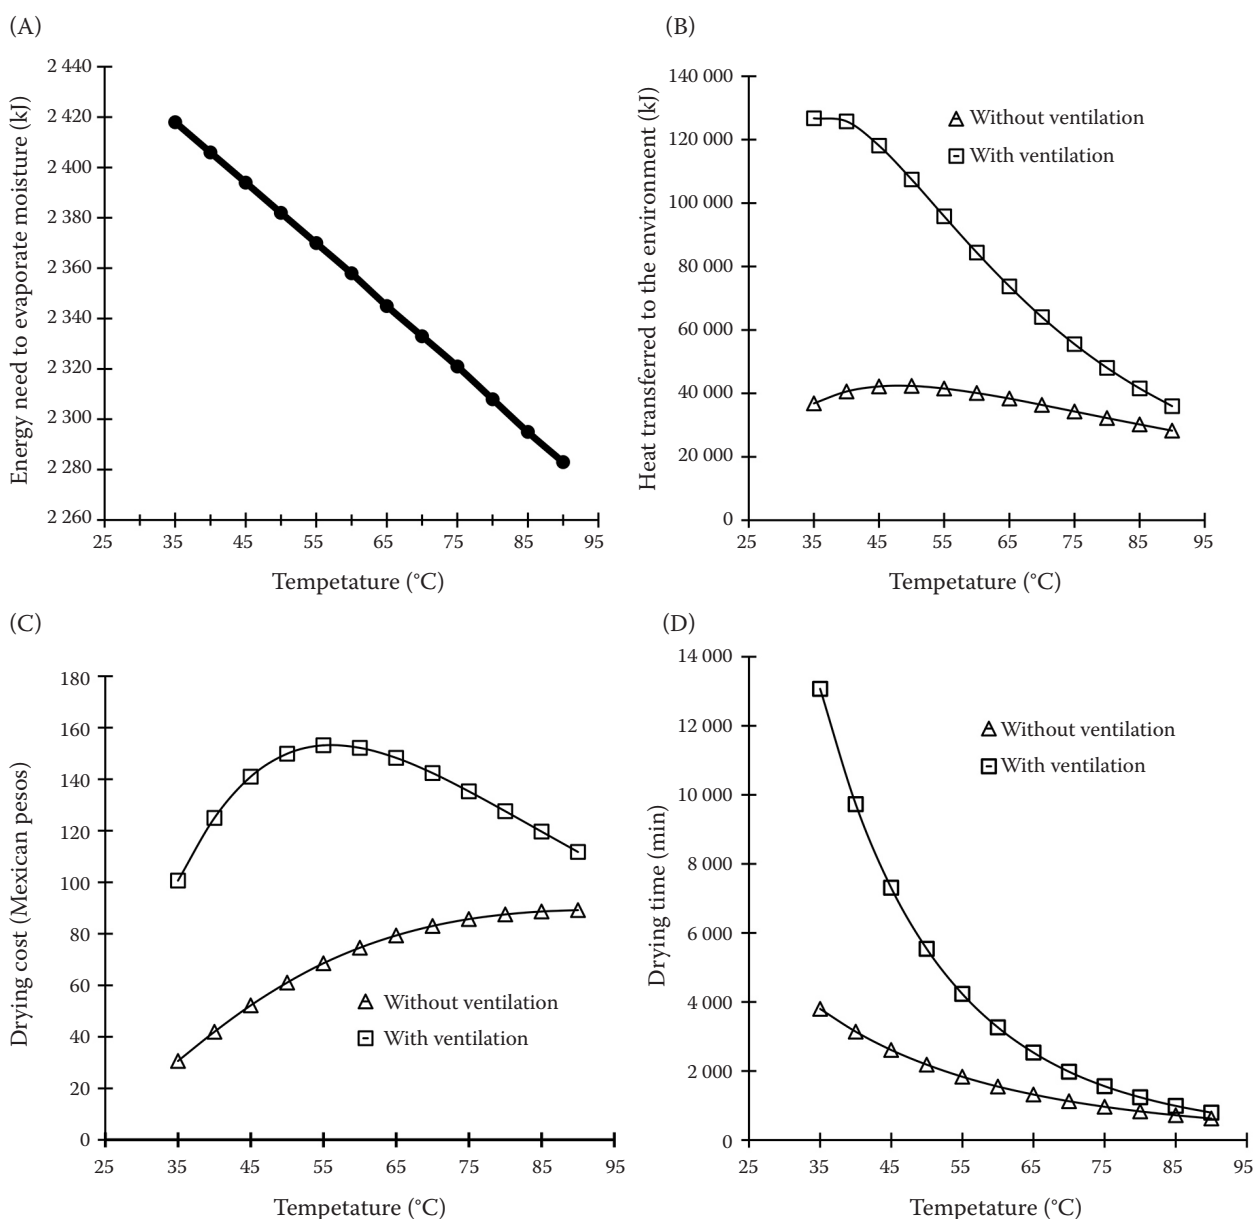 (A)
2 440
2 420
2 400
2 380
2 360
2 340
2 320
2 300
2 280
2 260
Energy need to evaporate moisture (kJ)
25 35 45 55 65 75 85 95
Tempetature (°C)
(B)
140 000
120 000
100 000
80 000
60 000
40 000
20 000
0
Heat transferred to the environment (kJ)
Without ventilation
With ventilation
25 35 45 55 65 75 85 95
Tempetature (°C)
(C)
180
160
140
120
100
80
60
40
20
0
Drying cost (Mexican pesos)
Without ventilation
With ventilation
25 35 45 55 65 75 85 95
Tempetature (°C)
(D)
14 000
12 000
10 000
8 000
6 000
4 000
2 000
0
Drying time (min)
Without ventilation
With ventilation
25 35 45 55 65 75 85 95
Tempetature (°C)